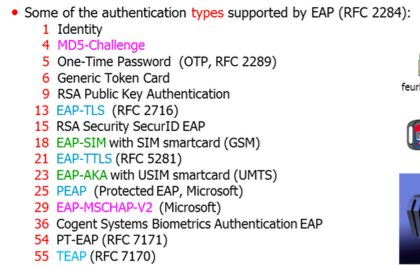 • Some of the authentication types supported by EAP (RFC 2284):
1 Identity
4 MD5-Challenge
5 One-Time Password (OTP, RFC 2289)
6 Generic Token Card
9 RSA Public Key Authentication
13 EAP-TLS (RFC 2716)
15 RSA Security SecurID EAP
18 EAP-SIM with SIM smartcard (GSM)
21 EAP-TTLS (RFC 5281)
23 EAP-AKA with USIM smartcard (UMTS)
25 PEAP (Protected EAP, Microsoft)
29 EAP-MSCHAP-V2 (Microsoft)
36 Cogent Systems Biometrics Authentication EAP
54 PT-EAP (RFC 7171)
55 TEAP (RFC 7170)